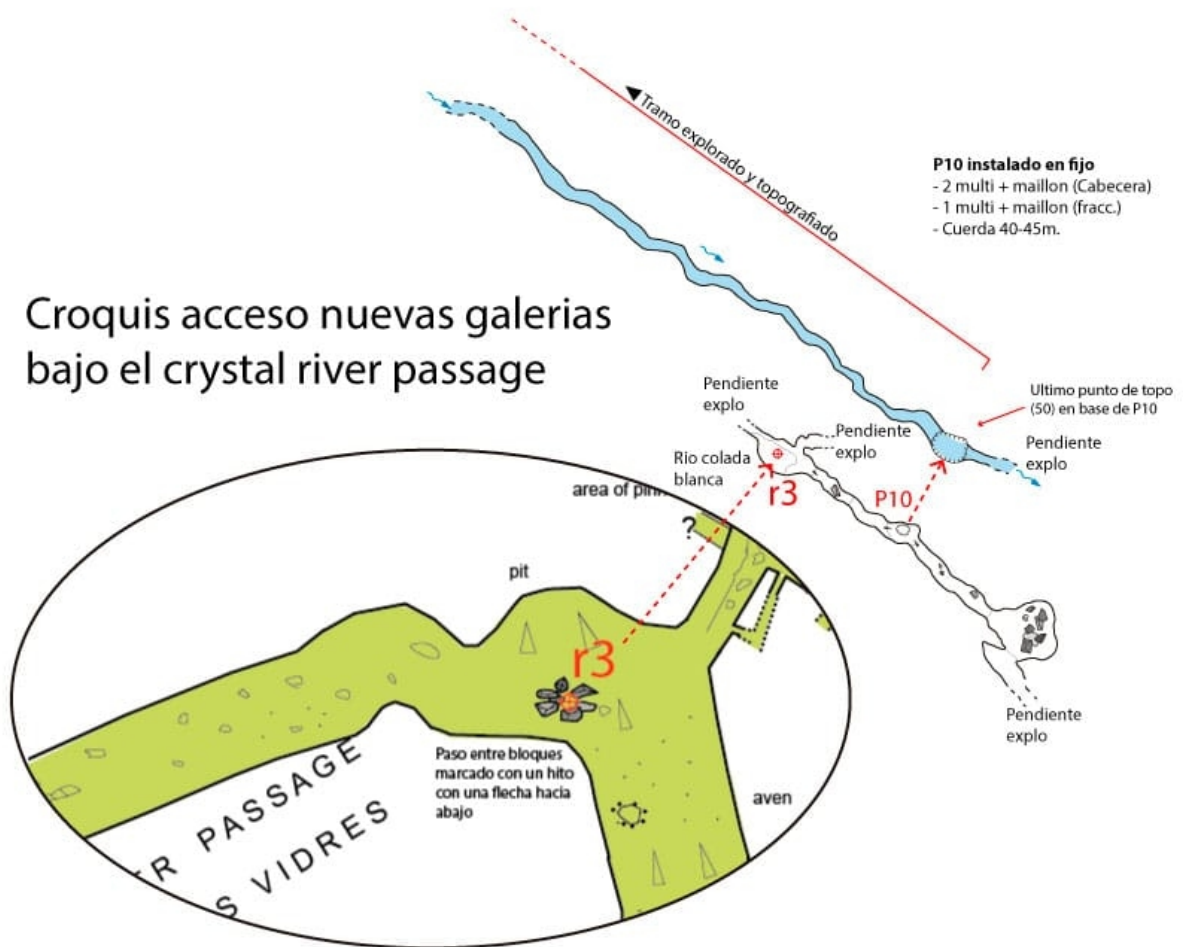 Tramo explorado y topografiado
P10 instalado en fijo
- 2 multi + maillon (Cabecera)
- 1 multi + maillon (fracc.)
- Cuerda 40-45m.
Croquis acceso nuevas galerias
bajo el crystal river passage
Ultimo punto de topo
(50) en base de P10
Pendiente
explo
Pendiente
explo
Pendiente
explo
Rio colada
blanca
r3
P10
area of
?
pit
r3
Paso entre bloques
marcado con un hito
con una flecha hacia
abajo
aven
Pendiente
explo
PASSAGE
VIDRES